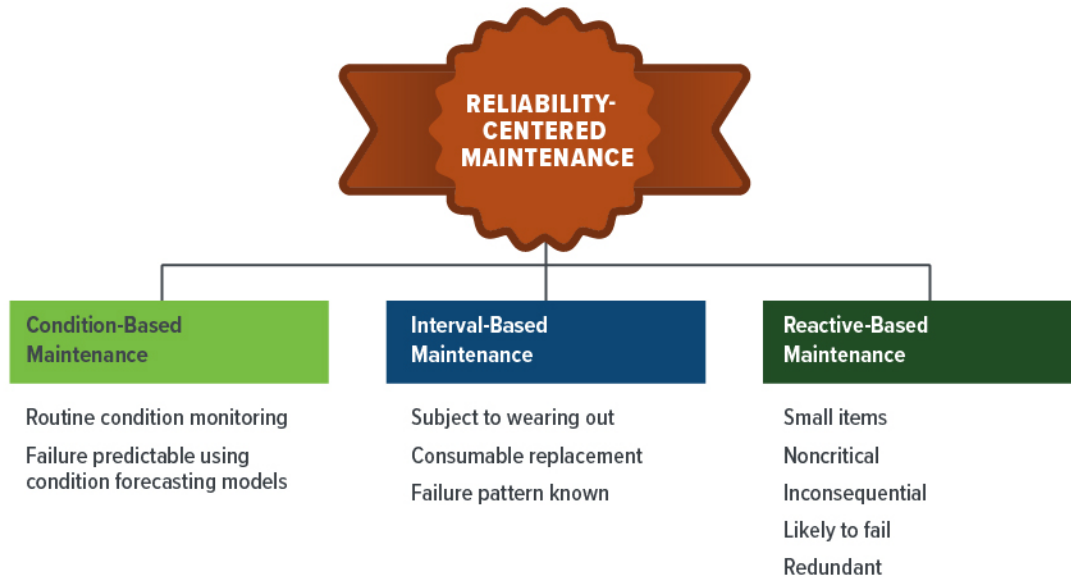 RELIABILITY-
CENTERED
MAINTENANCE
Condition-Based
Maintenance
Routine condition monitoring
Failure predictable using
condition forecasting models
Interval-Based
Maintenance
Subject to wearing out
Consumable replacement
Failure pattern known
Reactive-Based
Maintenance
Small items
Noncritical
Inconsequential
Likely to fail
Redundant